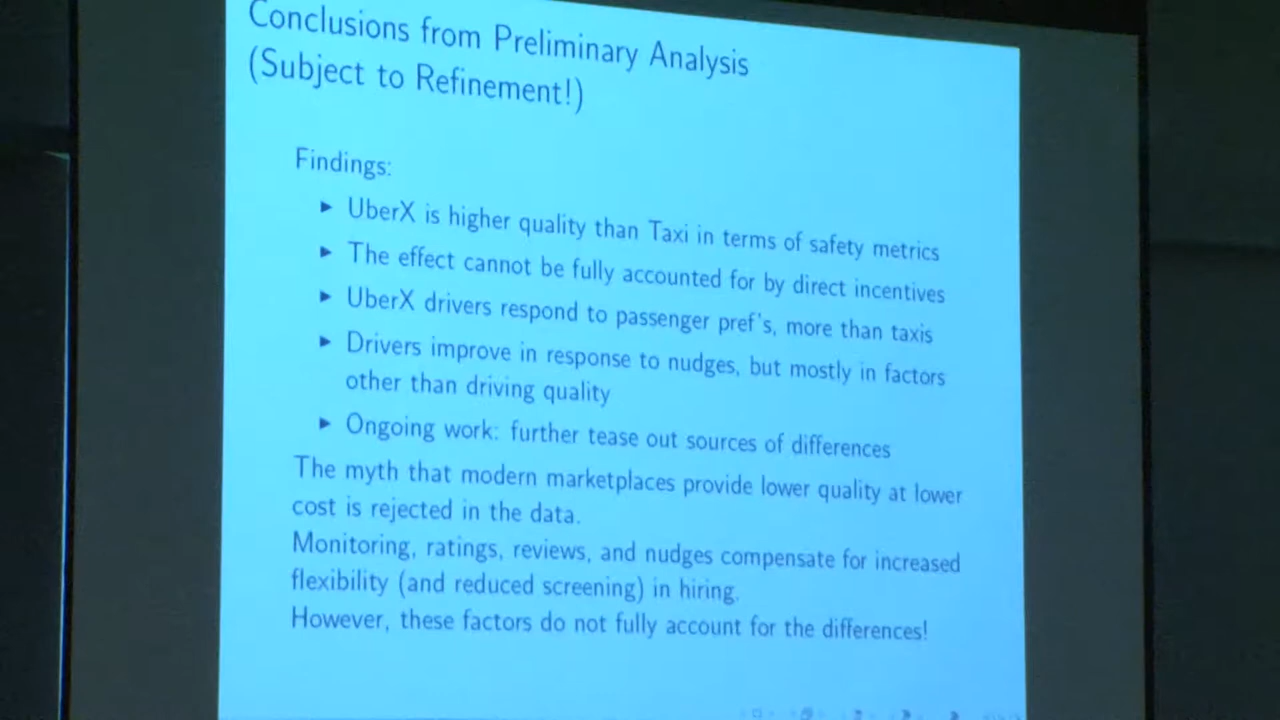 Conclusions from Preliminary Analysis
(Subject to Refinement!)
Findings:
► UberX is higher quality than Taxi in terms of safety metrics
► The effect cannot be fully accounted for by direct incentives
► UberX drivers respond to passenger pref's, more than taxis
► Drivers improve in response to nudges, but mostly in factors
other than driving quality
► Ongoing work: further tease out sources of differences
The myth that modern marketplaces provide lower quality at lower
cost is rejected in the data.
Monitoring, ratings, reviews, and nudges compensate for increased
flexibility (and reduced screening) in hiring.
However, these factors do not fully account for the differences!